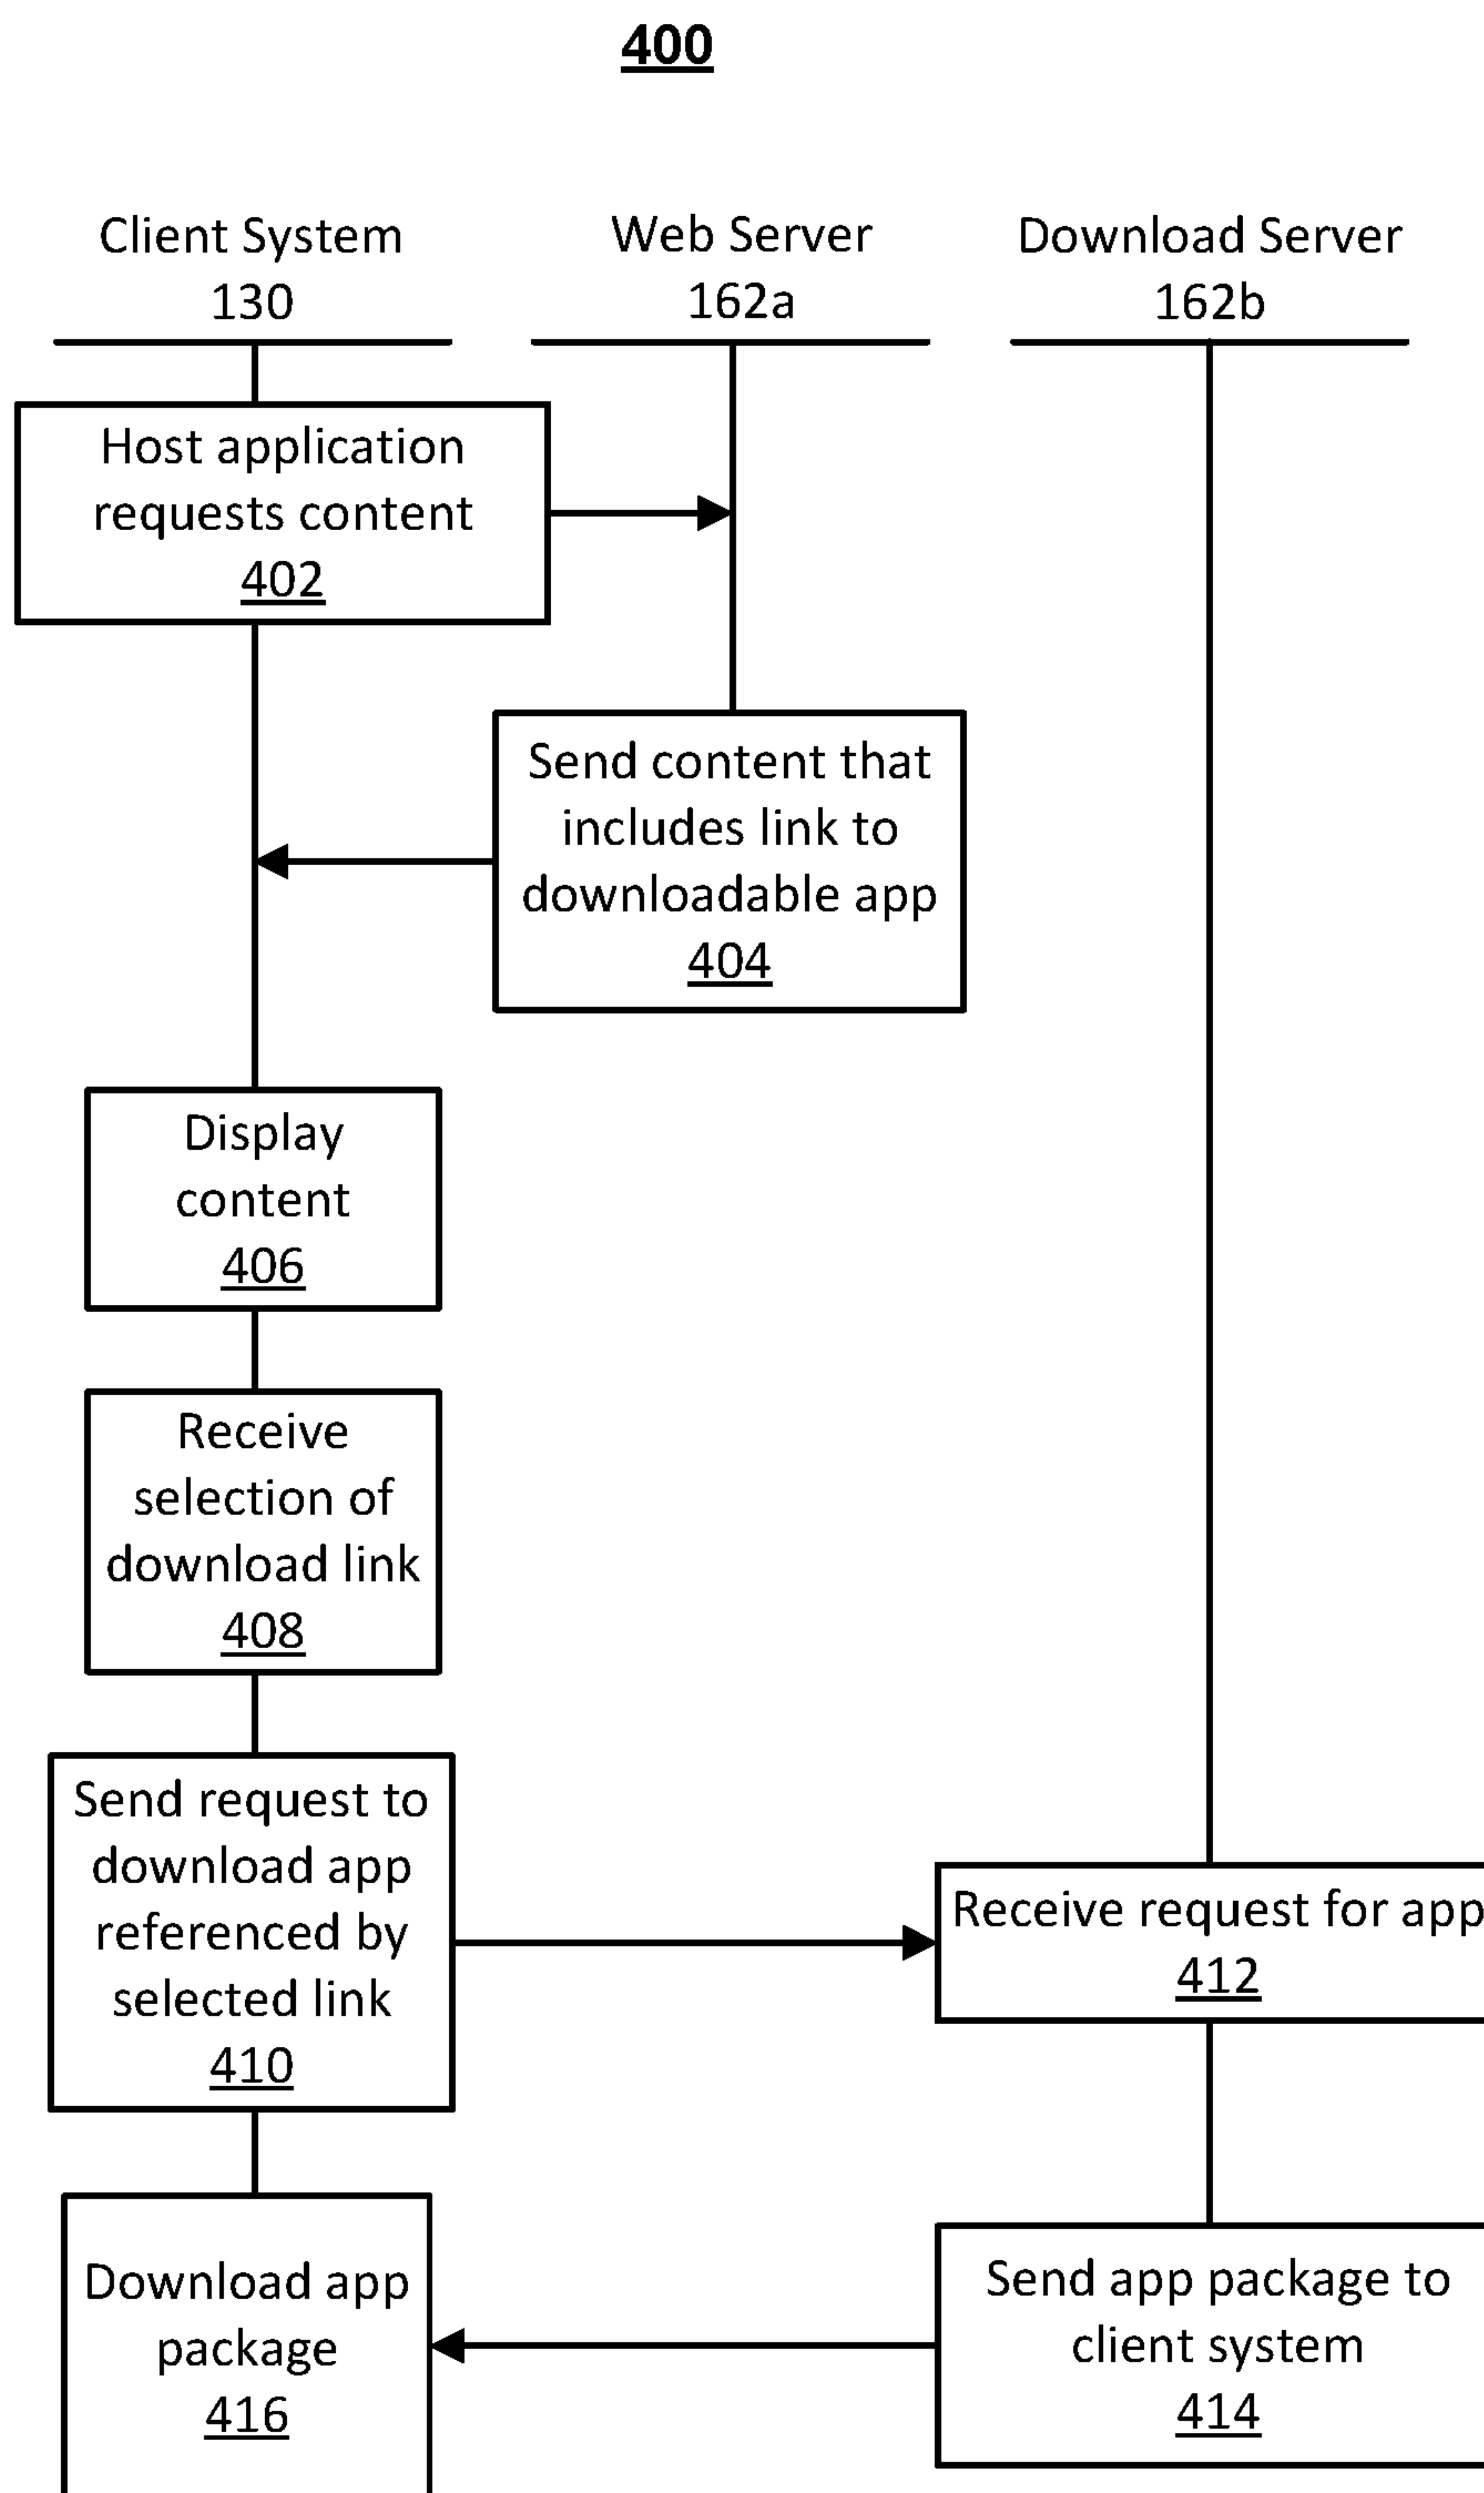 400
Client System
130
Web Server
162a
Download Server
162b
Host application
requests content
402
Send content that
includes link to
downloadable app
404
Display
content
406
Receive
selection of
download link
408
Send request to
download app
referenced by
selected link
410
Receive request for app
412
Download app
package
416
Send app package to
client system
414